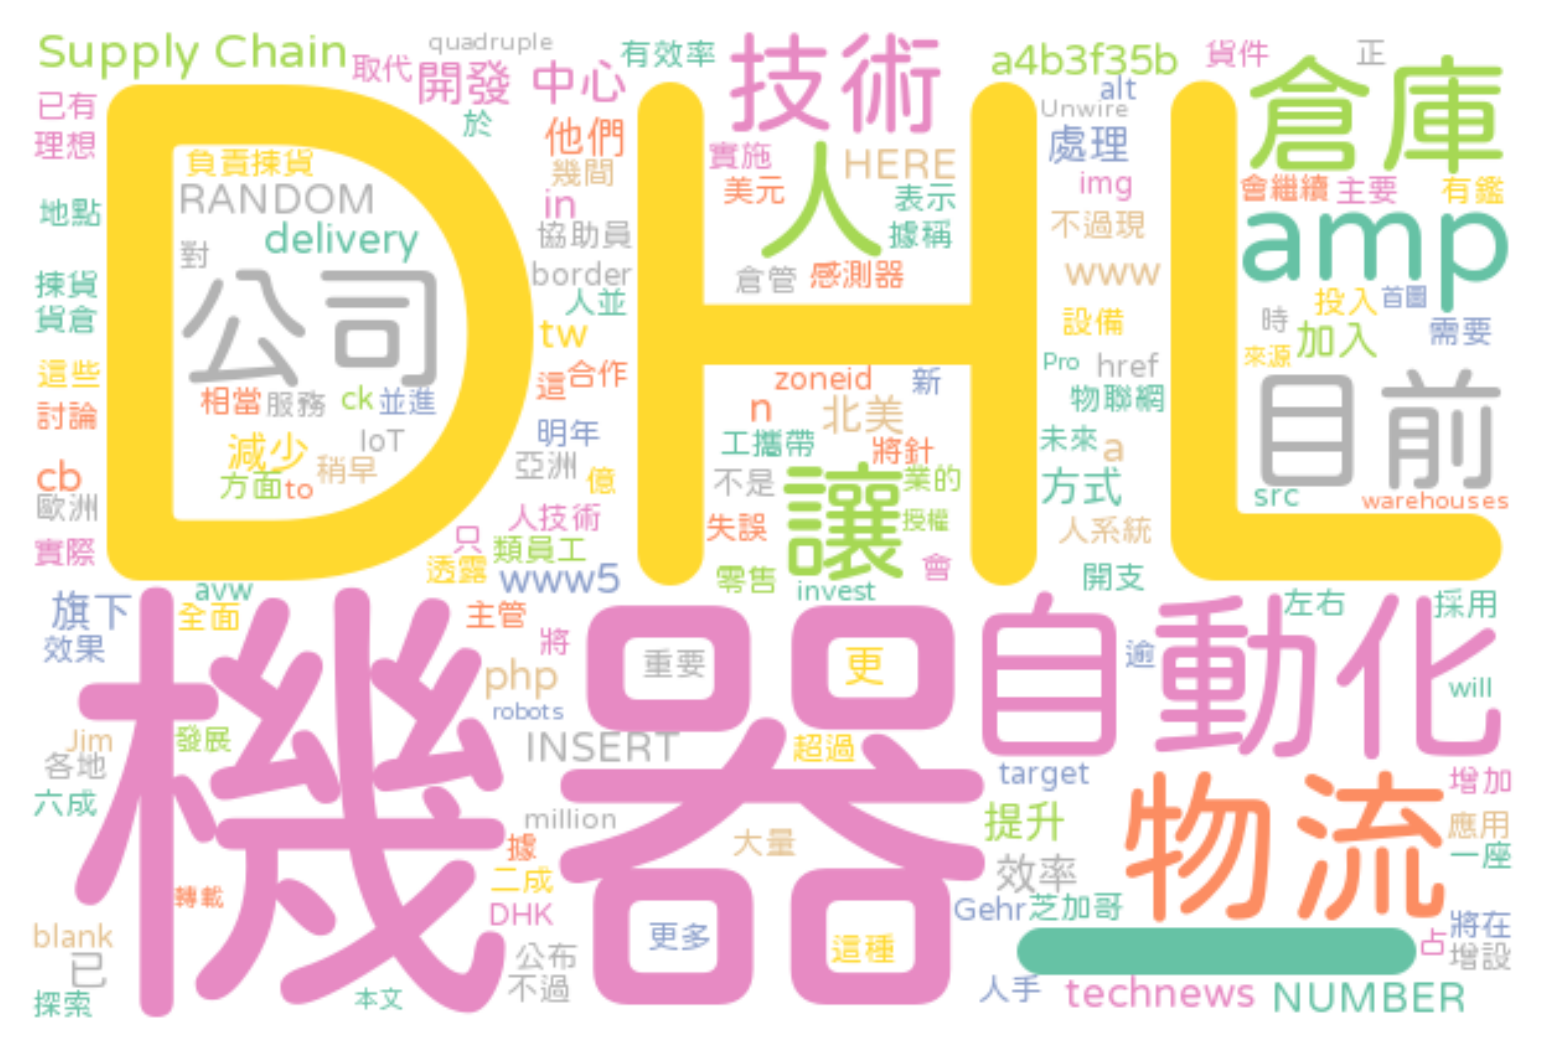 Supply Chain
quadruple
取代
開發
中心
有效率
技術
a4b3f35b
貨件
正
倉庫
已有
理想
於
他們
alt
Unwire
處理
負責揀貨
RANDOM
DHL
幾間
實施
人
HERE
美元
表示
img
會繼續
主要
有鑑
地點
對
delivery
in
協助員
據稱
不過現
amp
揀貨
貨倉
公司
border
人並
倉管
感測器
www
投入
首圖
設備
時
加入
需要
tw
這些
討論
相當
服務
ck
並進
這
合作
zoneid
新
Pro
href
來源
目前
n
北美
物聯網
減少
IoT
稍早
明年
工攜帶
將針
未來
a
cb
方面
to
亞洲
億
不是
讓
業的
方式
src
warehouses
歐洲
實際
人技術
失誤
授權
人系統
只
類員工
透露
www5
零售
會
invest
開支
avw
旗下
全面
效果
主管
將
機器
重要
更
自動化
左右
採用
逾
php
robots
will
Jim
各地
發展
INSERT
超過
target
六成
物流
增加
million
據
大量
提升
應用
一座
二成
效率
轉載
DHK
Gehr
芝加哥
blank
已
公布
不過
更多
這種
占
將在
增設
探索
本文
人手
technews
NUMBER